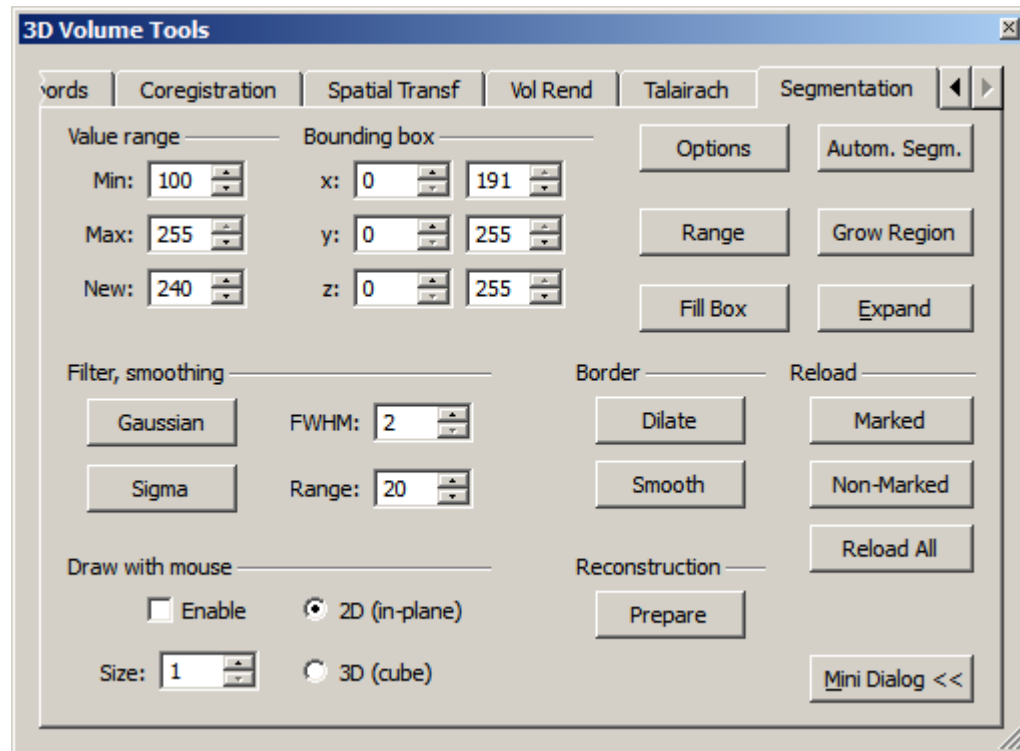 3D Volume Tools
ords Coregistration Spatial Transf Vol Rend Talairach Segmentation
Value range Bounding box Options Autom. Segm.
Min: 100 x: 0 191
Max: 255 y: 0 255 Range Grow Region
New: 240 z: 0 255 Fill Box Expand
Filter, smoothing Border Reload
Gaussian FWHM: 2 Dilate Marked
Sigma Range: 20 Smooth Non-Marked
Reload All
Draw with mouse Reconstruction
Enable 2D (in-plane) Prepare
Size: 1 3D (cube) Mini Dialog <<